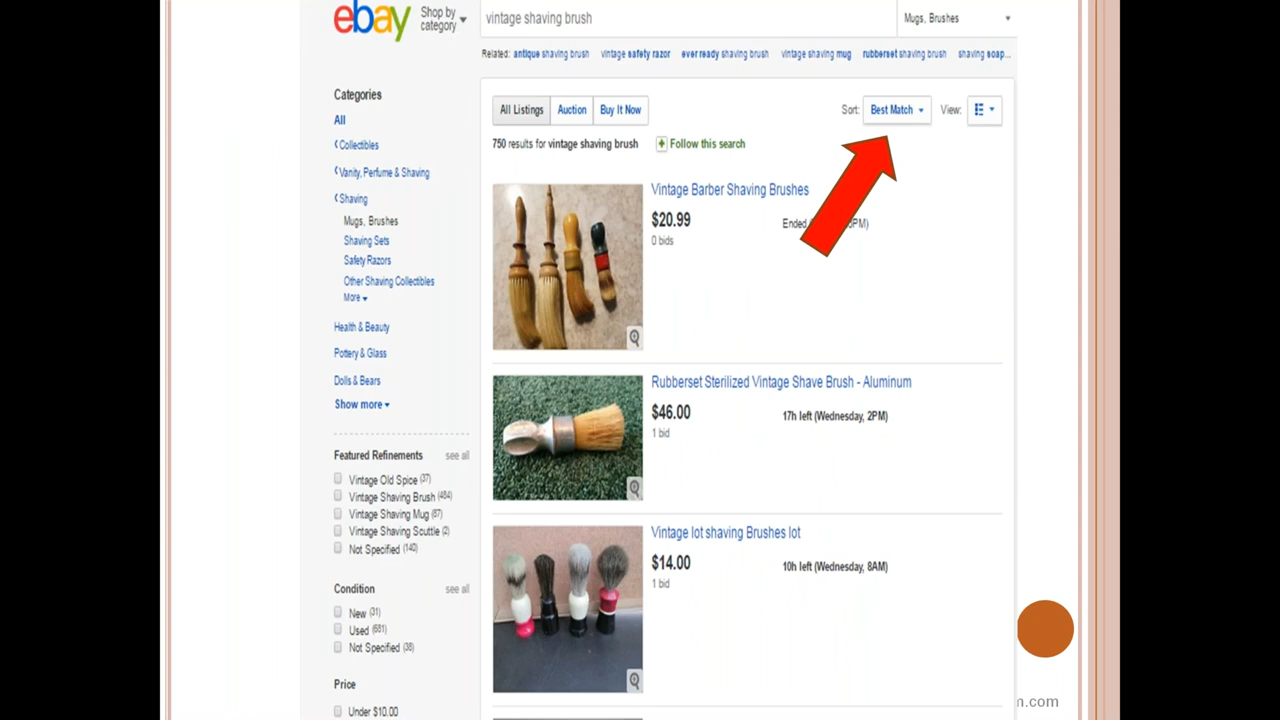 ebay
Shop by
category
vintage shaving brush
Mugs, Brushes
Related: antique shaving brush vintage safety razor ever ready shaving brush vintage shaving mug rubberset shaving brush shaving soap...
Categories
All
Collectibles
Vanity, Perfume & Shaving
Shaving
Mugs, Brushes
Shaving Sets
Safety Razors
Other Shaving Collectibles
More
Health & Beauty
Pottery & Glass
Dolls & Bears
Show more
Featured Refinements see all
Vintage Old Spice (37)
Vintage Shaving Brush (484)
Vintage Shaving Mug (87)
Vintage Shaving Scuttle (2)
Not Specified (140)
Condition see all
New (31)
Used (681)
Not Specified (38)
Price
Under $10.00
All Listings Auction Buy It Now
Sort: Best Match View:
750 results for vintage shaving brush Follow this search
Vintage Barber Shaving Brushes
$20.99 Ended PM)
0 bids
Rubberset Sterilized Vintage Shave Brush - Aluminum
$46.00 17h left (Wednesday, 2PM)
1 bid
Vintage lot shaving Brushes lot
$14.00 10h left (Wednesday, 8AM)
1 bid
m.com